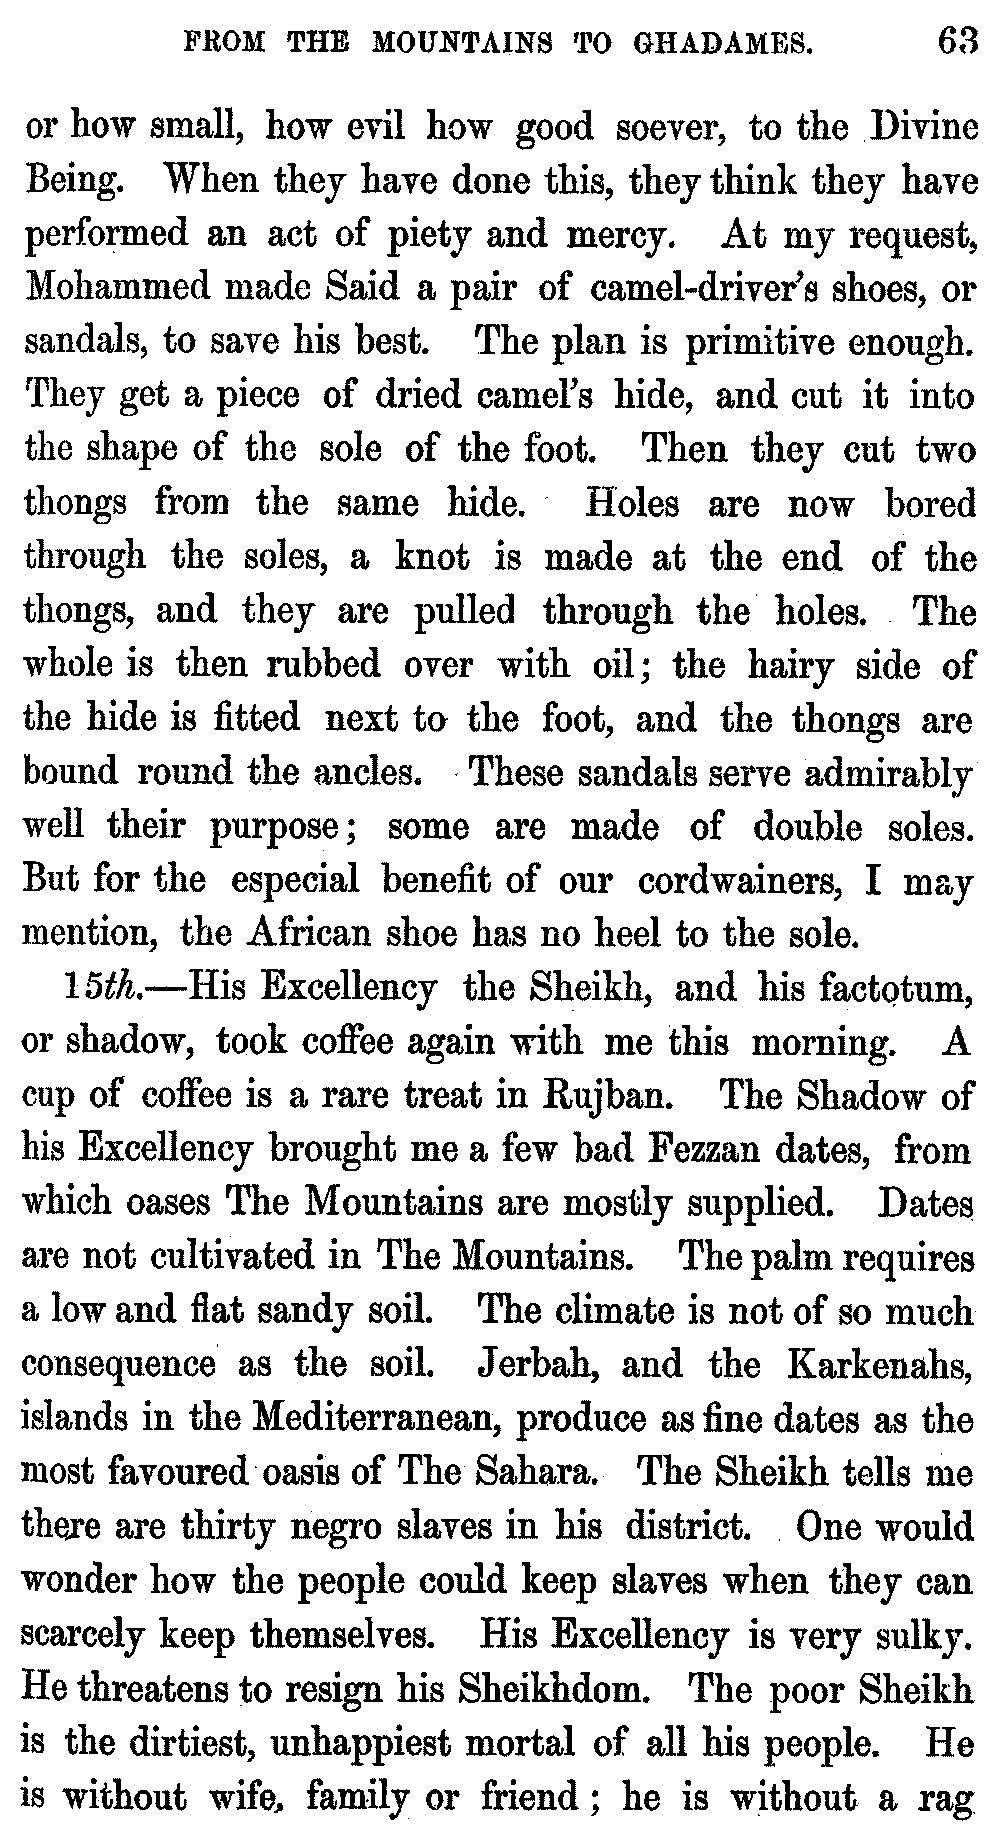 FROM THE MOUNTAINS TO GHADAMES. 63
or how small, how evil how good soever, to the Divine
Being. When they have done this, they think they have
performed an act of piety and mercy. At my request,
Mohammed made Said a pair of camel-driver's shoes, or
sandals, to save his best. The plan is primitive enough.
They get a piece of dried camel's hide, and cut it into
the shape of the sole of the foot. Then they cut two
thongs from the same hide. Holes are now bored
through the soles, a knot is made at the end of the
thongs, and they are pulled through the holes. The
whole is then rubbed over with oil; the hairy side of
the hide is fitted next to the foot, and the thongs are
bound round the ancles. These sandals serve admirably
well their purpose; some are made of double soles.
But for the especial benefit of our cordwainers, I may
mention, the African shoe has no heel to the sole.
15th.—His Excellency the Sheikh, and his factotum,
or shadow, took coffee again with me this morning. A
cup of coffee is a rare treat in Rujban. The Shadow of
his Excellency brought me a few bad Fezzan dates, from
which oases The Mountains are mostly supplied. Dates
are not cultivated in The Mountains. The palm requires
a low and flat sandy soil. The climate is not of so much
consequence as the soil. Jerbah, and the Karkenahs,
islands in the Mediterranean, produce as fine dates as the
most favoured oasis of The Sahara. The Sheikh tells me
there are thirty negro slaves in his district. One would
wonder how the people could keep slaves when they can
scarcely keep themselves. His Excellency is very sulky.
He threatens to resign his Sheikhdom. The poor Sheikh
is the dirtiest, unhappiest mortal of all his people. He
is without wife, family or friend; he is without a rag